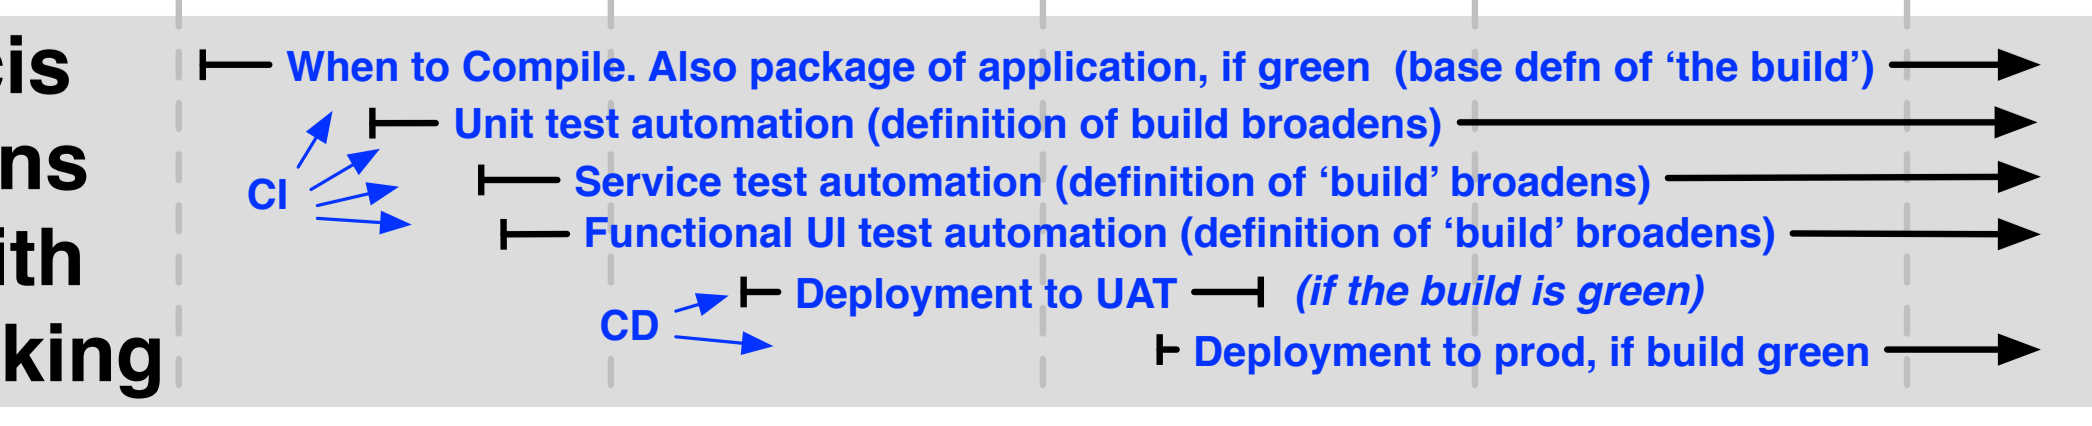 cis
When to Compile. Also package of application, if green (base defn of ‘the build’)
Unit test automation (definition of build broadens)
ns
CI
Service test automation (definition of ‘build’ broadens)
Functional UI test automation (definition of ‘build’ broadens)
ith
Deployment to UAT (if the build is green)
CD
king
Deployment to prod, if build green